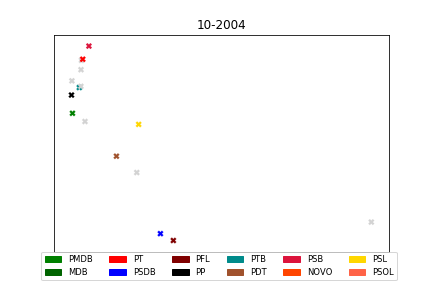 10-2004
PMDB PT PFL PTB PSB PSL
MDB PSDB PP PDT NOVO PSOL